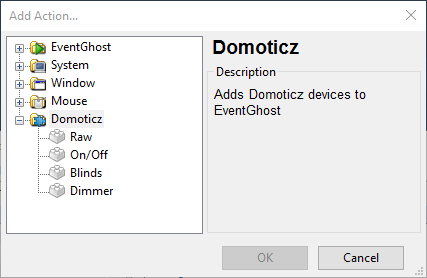 Add Action...
EventGhost
System
Window
Mouse
Domoticz
Raw
On/Off
Blinds
Dimmer
Domoticz
Description
Adds Domoticz devices to
EventGhost
OK
Cancel